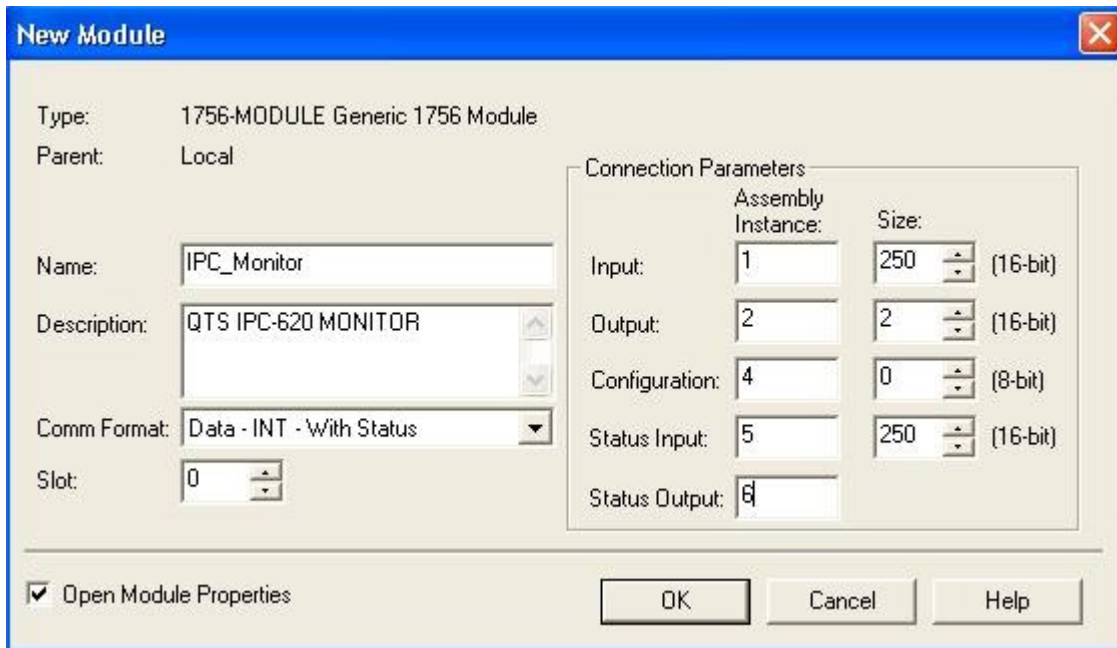 New Module
Type: 1756-MODULE Generic 1756 Module
Parent: Local
Name: IPC_Monitor
Description: QTS IPC-620 MONITOR
Comm Format: Data - INT - With Status
Slot: 0
Connection Parameters
Assembly
Instance: Size:
Input: 1 250 (16-bit)
Output: 2 2 (16-bit)
Configuration: 4 0 (8-bit)
Status Input: 5 250 (16-bit)
Status Output: 6
Open Module Properties
OK Cancel Help